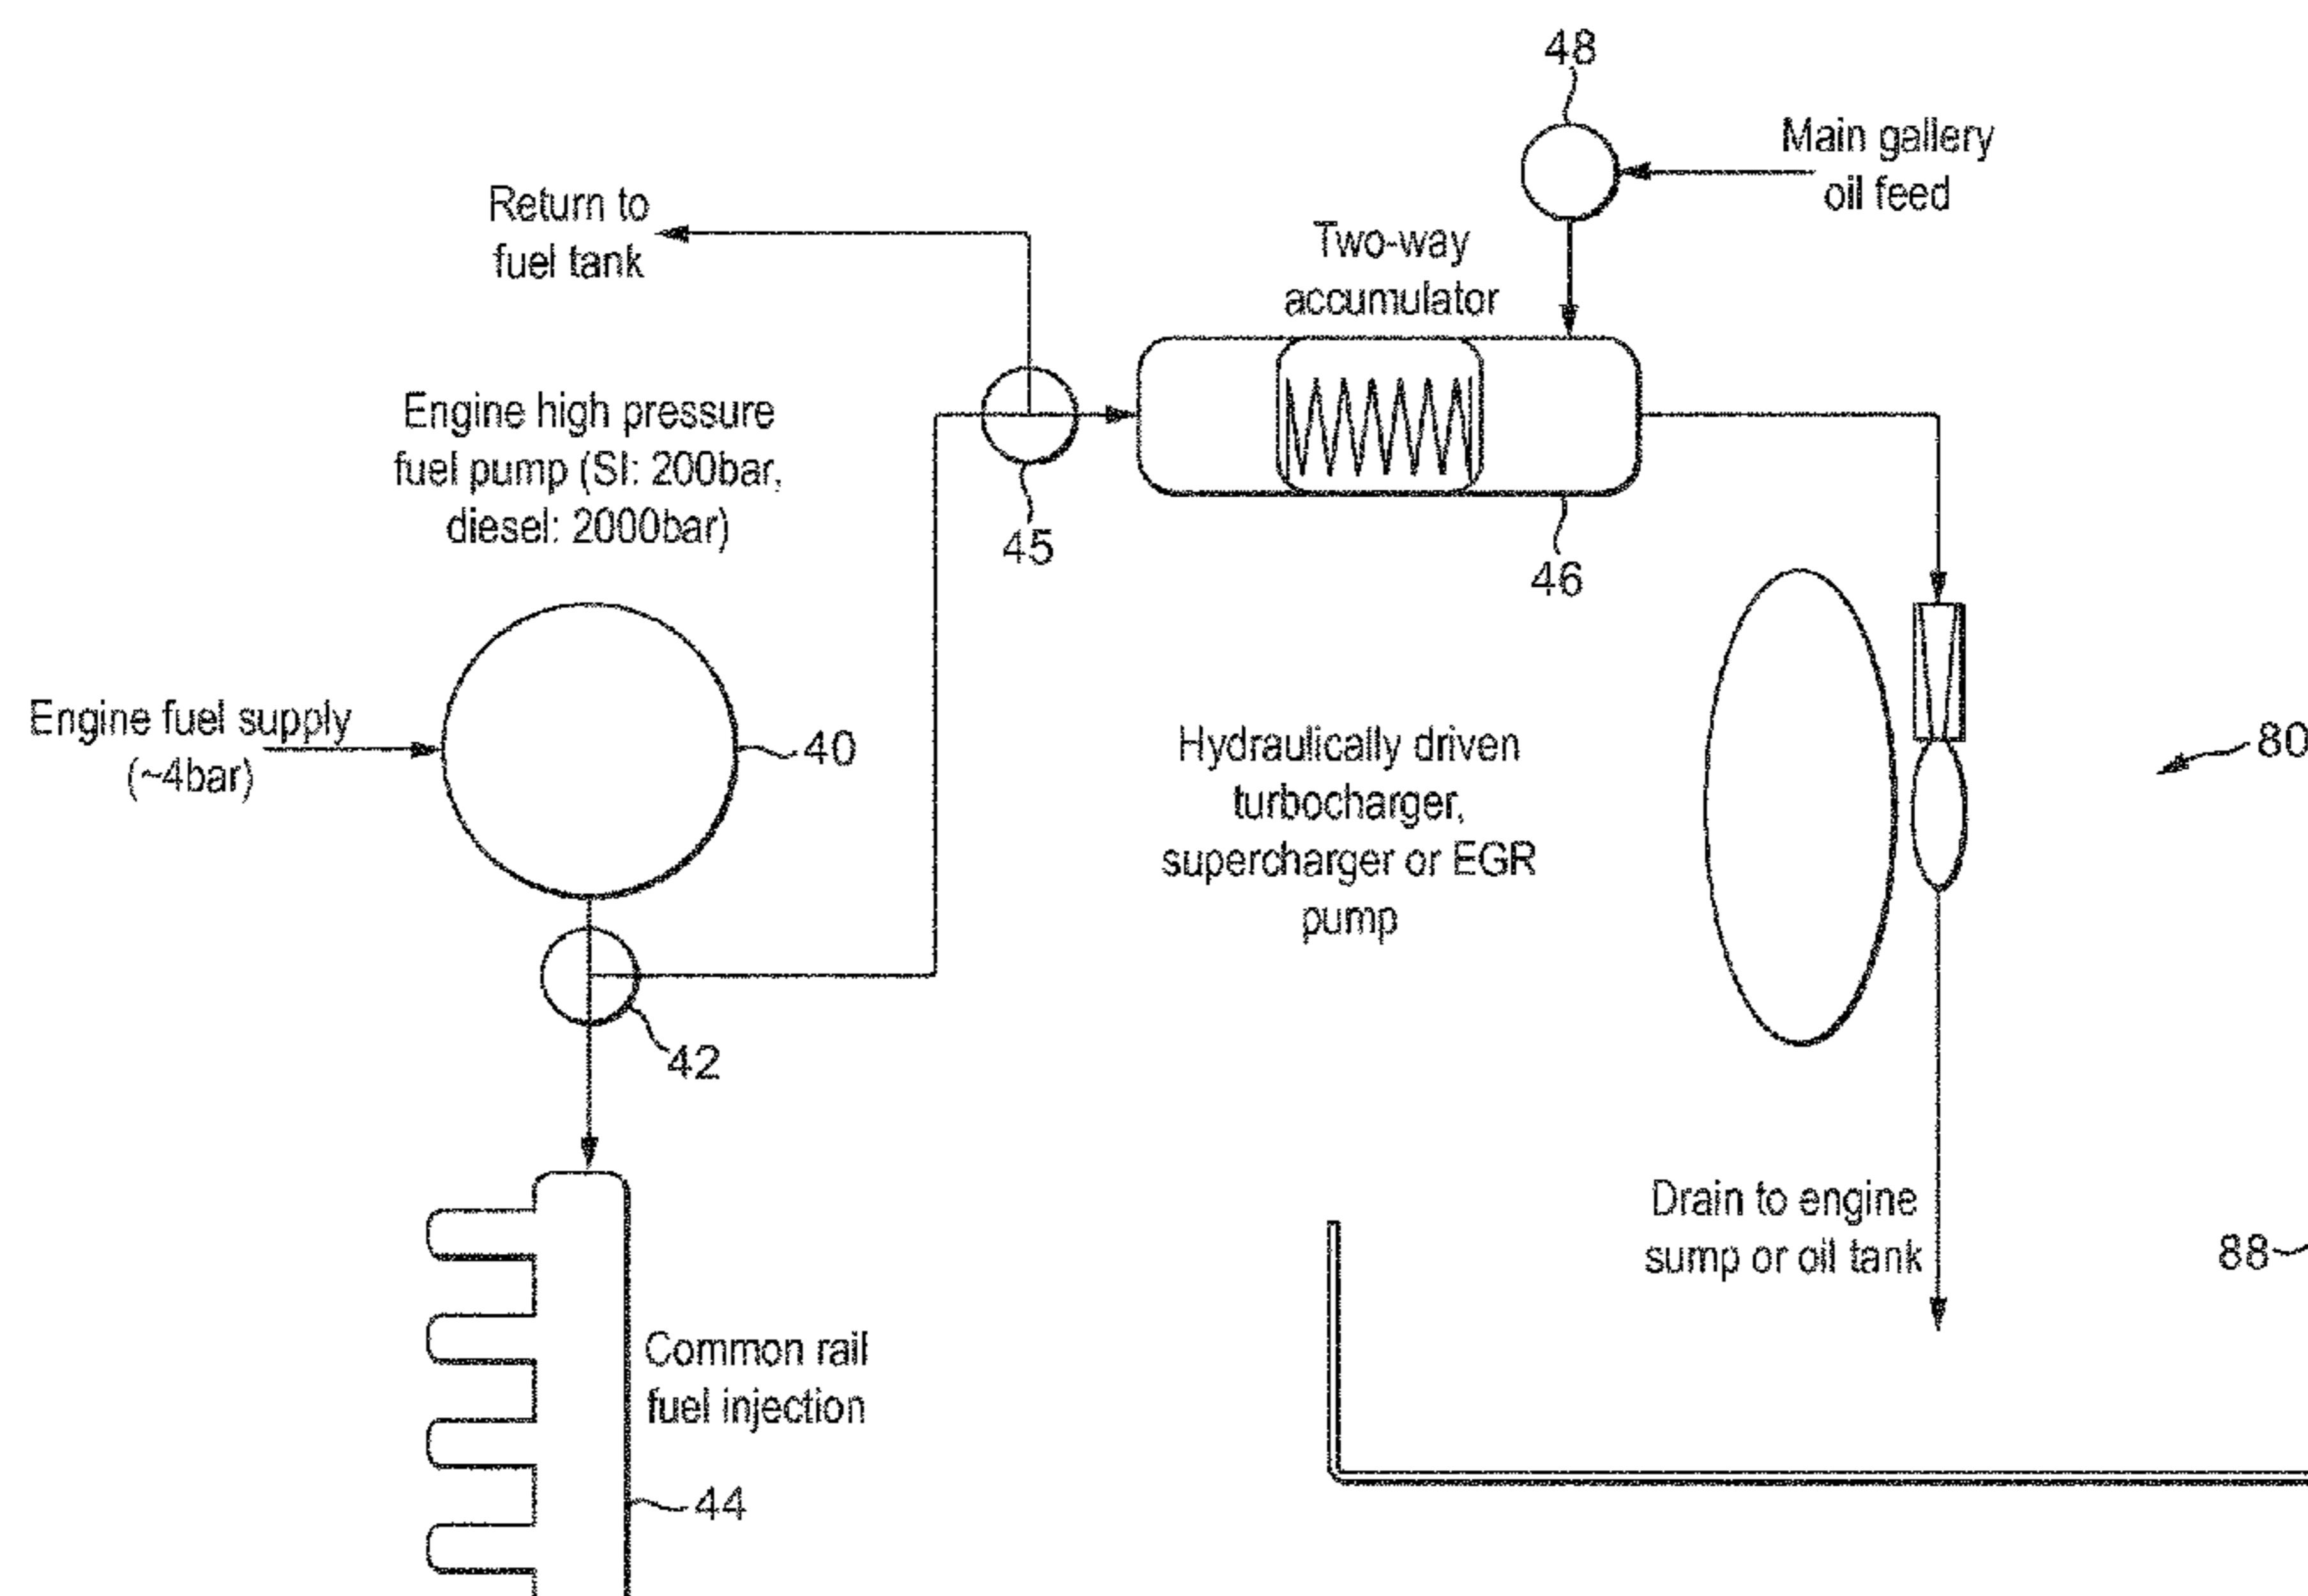 48
Main gallery
oil feed
Return to
fuel tank
Two-way
accumulator
Engine high pressure
fuel pump (SI: 200bar,
diesel: 2000bar)
45
46
Engine fuel supply
(~4bar)
40
Hydraulically driven
turbocharger,
supercharger or EGR
pump
80
42
Drain to engine
sump or oil tank
88
Common rail
fuel injection
44